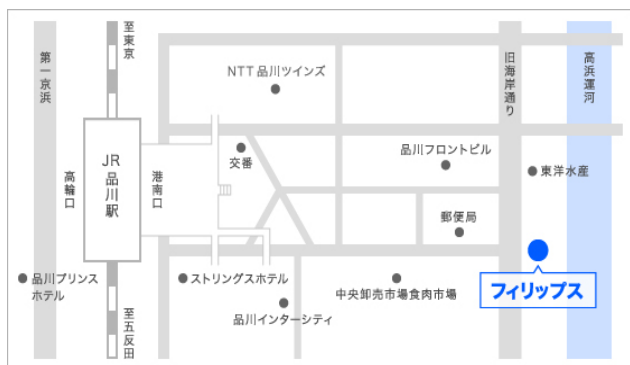 至東京
第一京浜
NTT品川ツインズ
旧海岸通り
高浜運河
JR
品川駅
高輪口
港南口
交番
品川フロントビル
東洋水産
郵便局
品川プリンス
ホテル
ストリングスホテル
中央卸売市場食肉市場
フィリップス
品川インターシティ
至五反田